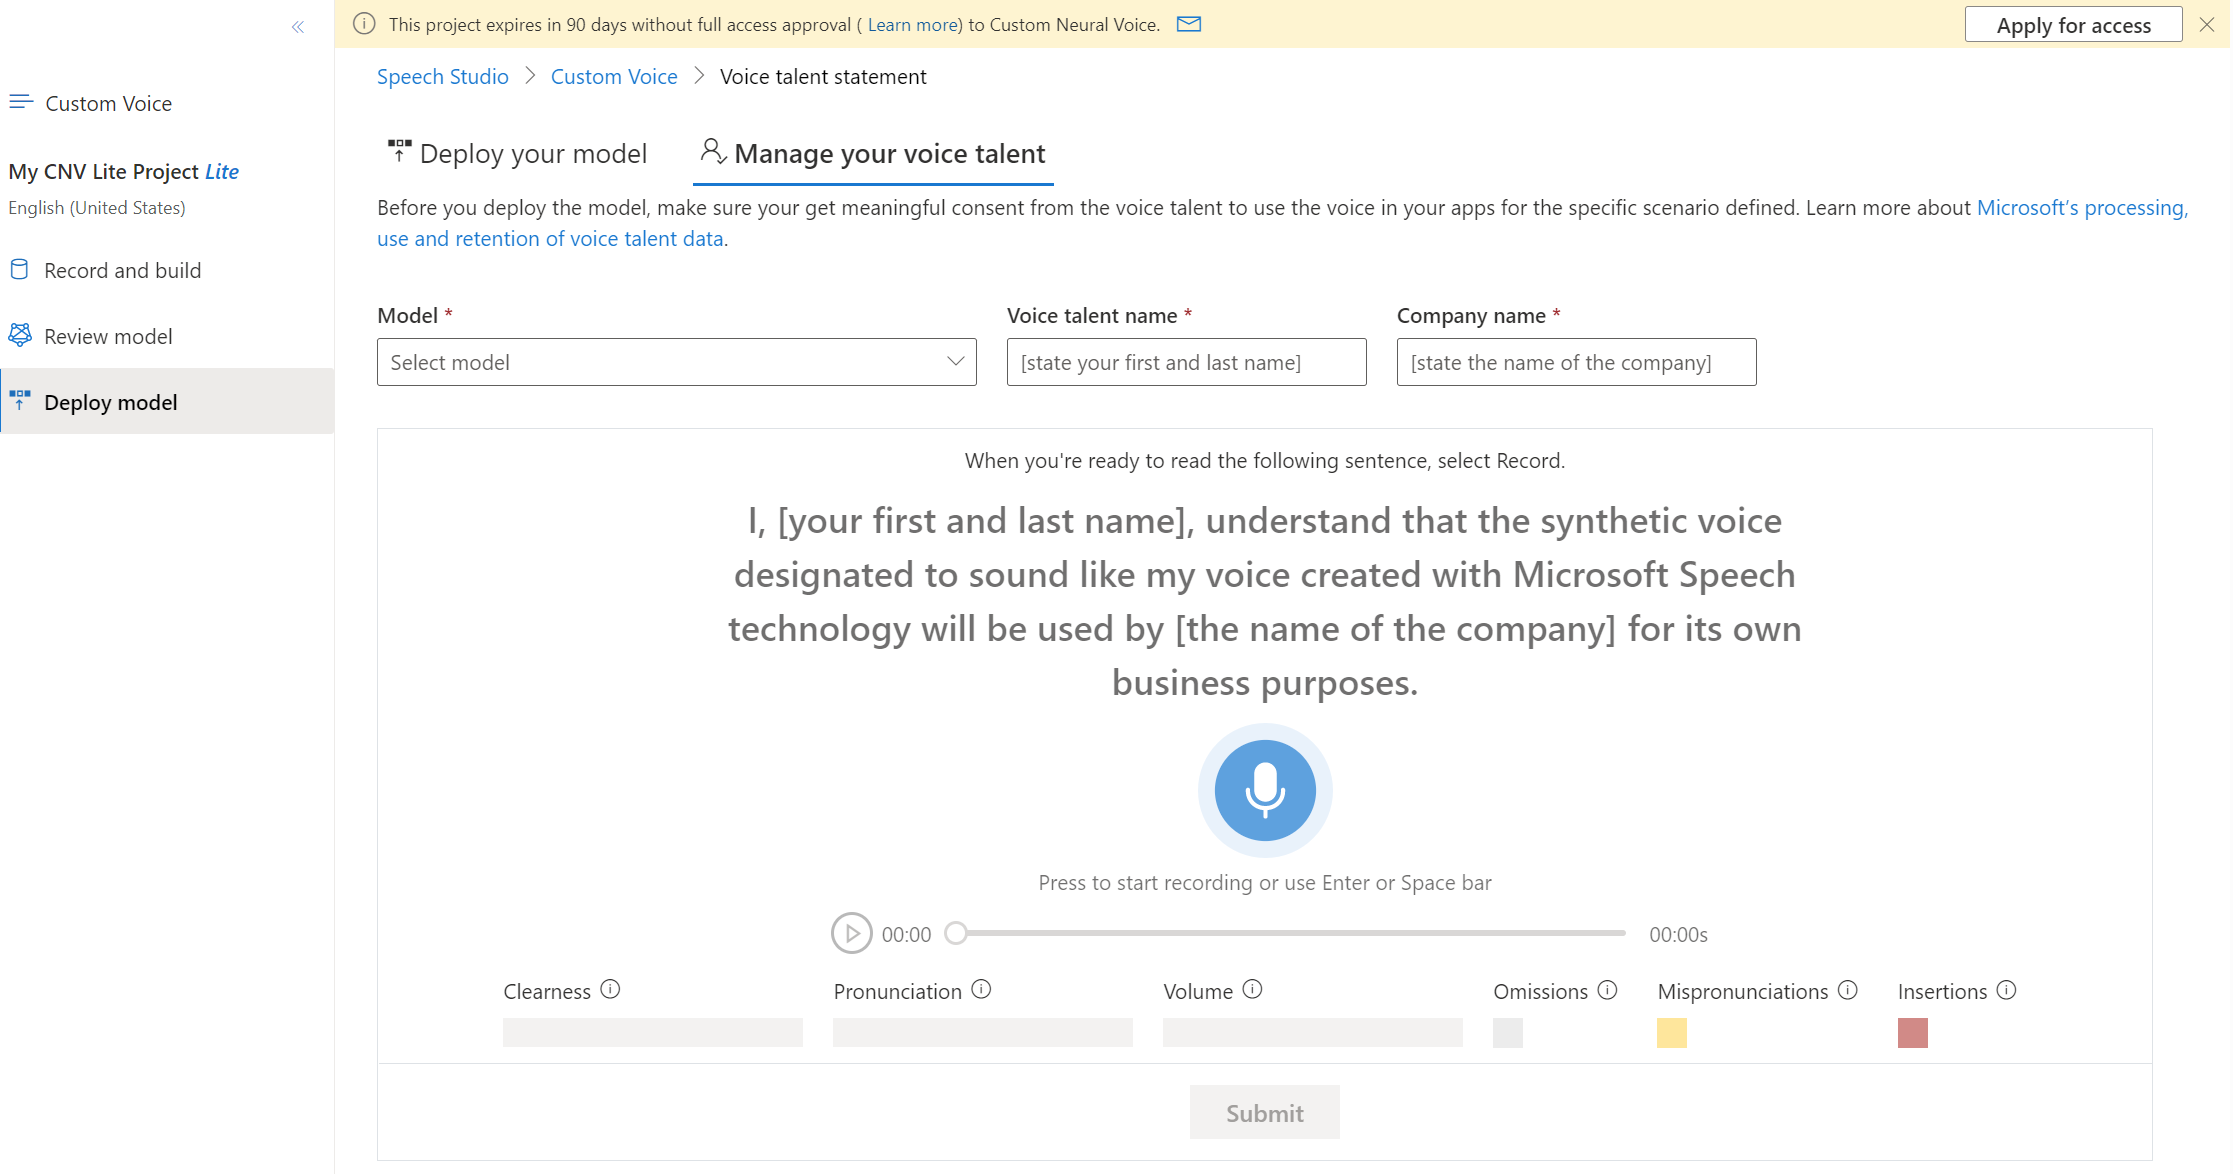 This project expires in 90 days without full access approval ( Learn more) to Custom Neural Voice.
Apply for access
Custom Voice
My CNV Lite Project Lite
English (United States)
Record and build
Review model
Deploy model
Speech Studio > Custom Voice > Voice talent statement
Deploy your model
Manage your voice talent
Before you deploy the model, make sure your get meaningful consent from the voice talent to use the voice in your apps for the specific scenario defined. Learn more about Microsoft's processing,
use and retention of voice talent data.
Model *
Voice talent name *
Company name *
Select model
[state your first and last name]
[state the name of the company]
When you're ready to read the following sentence, select Record.
I, [your first and last name], understand that the synthetic voice
designated to sound like my voice created with Microsoft Speech
technology will be used by [the name of the company] for its own
business purposes.
Press to start recording or use Enter or Space bar
00:00
00:00s
Clearness
Pronunciation
Volume
Omissions
Mispronunciations
Insertions
Submit